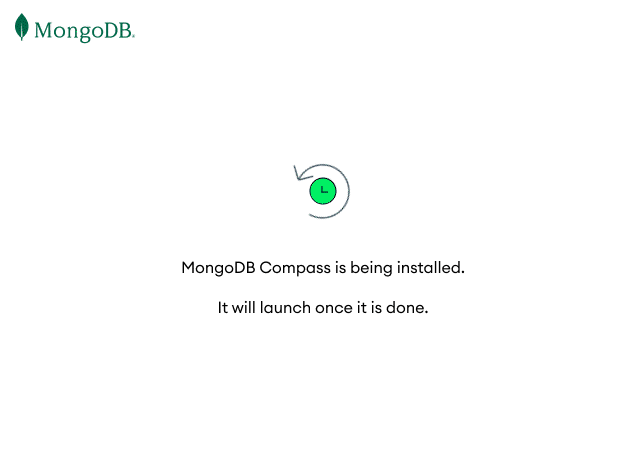 MongoDB.
MongoDB Compass is being installed.
It will launch once it is done.